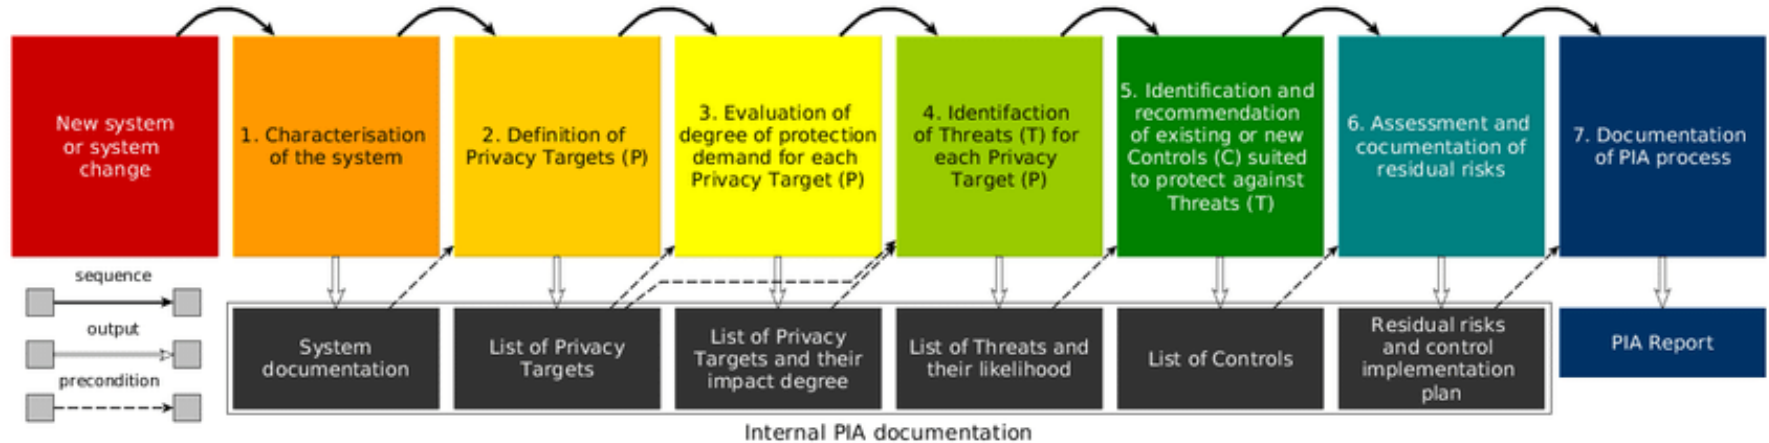 New system
or system
change
1. Characterisation
of the system
2. Definition of
Privacy Targets (P)
3. Evaluation of
degree of protection
demand for each
Privacy Target (P)
4. Identifaction
of Threats (T) for
each Privacy
Target (P)
5. Identification and
recommendation
of existing or new
Controls (C) suited
to protect against
Threats (T)
6. Assessment and
cocumentation of
residual risks
7. Documentation
of PIA process
sequence
output
precondition
System
documentation
List of Privacy
Targets
List of Privacy
Targets and their
impact degree
List of Threats and
their likelihood
List of Controls
Residual risks
and control
implementation
plan
PIA Report
Internal PIA documentation